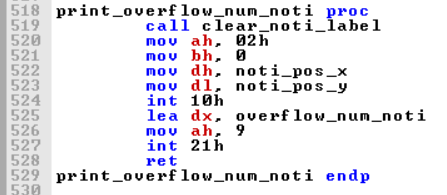 518 print_overflow_num_noti proc
519 call clear_noti_label
520 mov ah, 02h
521 mov bh, 0
522 mov dh, noti_pos_x
523 mov dl, noti_pos_y
524 int 10h
525 lea dx, overflow_num_noti
526 mov ah, 9
527 int 21h
528 ret
529 print_overflow_num_noti endp
530